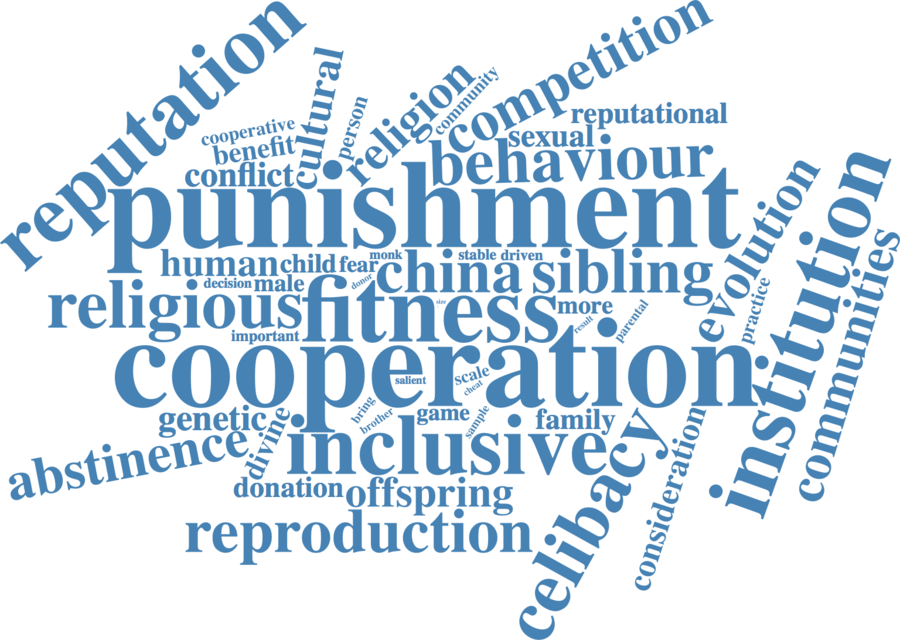 reputation
competition
religion
community
cultural
person
cooperative
benefit
conflict
reputational
sexual
behaviour
punishment
evolution
institution
communities
human
child
fear
monk
china
stable
driven
sibling
decision
male
donor
religious
fitness
size
more
result
parental
practice
important
cooperation
salient
scale
cheat
genetic
divine
bring
brother
game
sample
family
abstinence
inclusive
celibacy
consideration
donation
offspring
reproduction